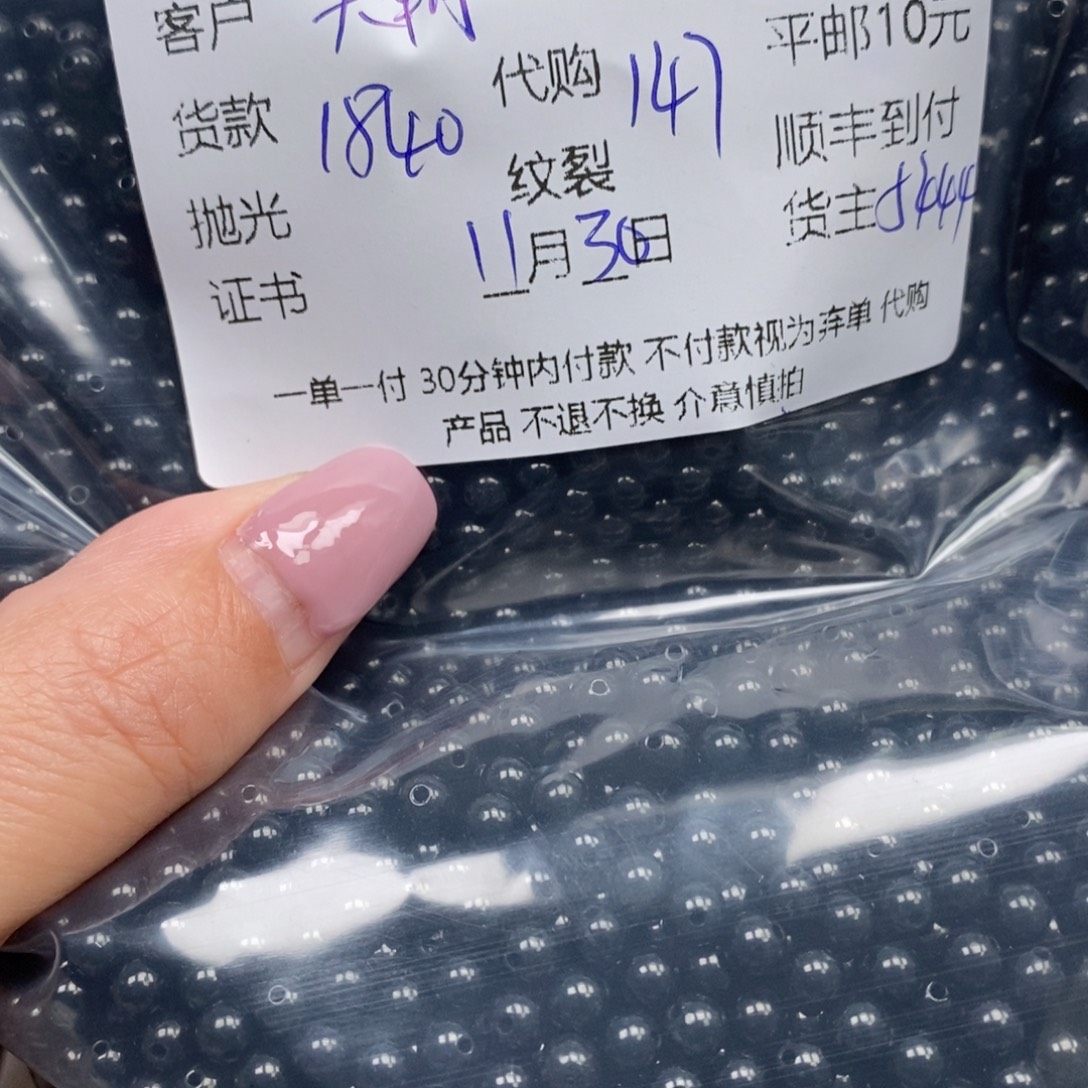 客户 平邮10元
货款 1840 代购 147 顺丰到付
抛光 纹裂 货主
证书 11月30日
一单一付 30分钟内付款 不付款视为弃单 代购
产品 不退不换 介意慎拍